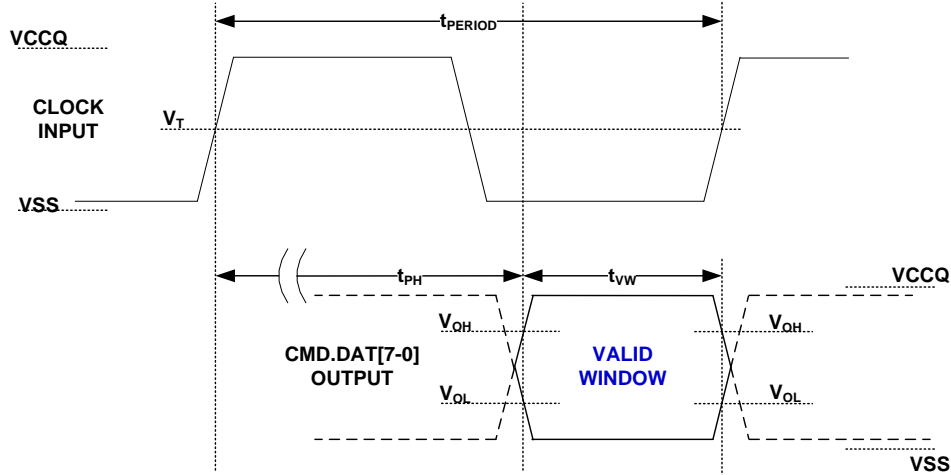 tPERIOD
VCCQ
CLOCK
INPUT
VT
VSS
tPH
tVW
VCCQ
VOH
VOH
CMD.DAT[7-0]
OUTPUT
VALID
WINDOW
VOL
VOL
VSS